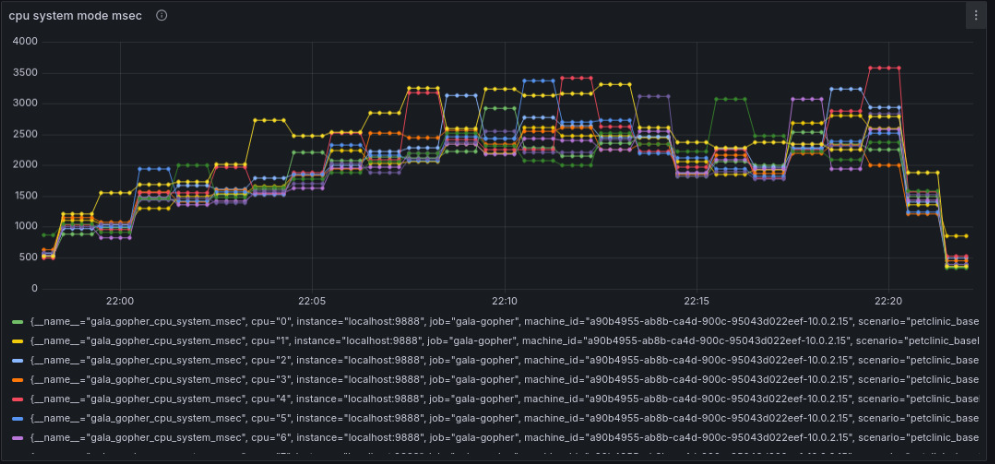 cpu system mode msec
4000
3500
3000
2500
2000
1500
1000
500
0
22:00 22:05 22:10 22:15 22:20
{__name__="gala_gopher_cpu_system_msec", cpu="0", instance="localhost:9888", job="gala-gopher", machine_id="a90b4955-ab8b-ca4d-900c-95043d022eef-10.0.2.15", scenario="petclinic_base
{__name__="gala_gopher_cpu_system_msec", cpu="1", instance="localhost:9888", job="gala-gopher", machine_id="a90b4955-ab8b-ca4d-900c-95043d022eef-10.0.2.15", scenario="petclinic_basel
{__name__="gala_gopher_cpu_system_msec", cpu="2", instance="localhost:9888", job="gala-gopher", machine_id="a90b4955-ab8b-ca4d-900c-95043d022eef-10.0.2.15", scenario="petclinic_base
{__name__="gala_gopher_cpu_system_msec", cpu="3", instance="localhost:9888", job="gala-gopher", machine_id="a90b4955-ab8b-ca4d-900c-95043d022eef-10.0.2.15", scenario="petclinic_base
{__name__="gala_gopher_cpu_system_msec", cpu="4", instance="localhost:9888", job="gala-gopher", machine_id="a90b4955-ab8b-ca4d-900c-95043d022eef-10.0.2.15", scenario="petclinic_base
{__name__="gala_gopher_cpu_system_msec", cpu="5", instance="localhost:9888", job="gala-gopher", machine_id="a90b4955-ab8b-ca4d-900c-95043d022eef-10.0.2.15", scenario="petclinic_base
{__name__="gala_gopher_cpu_system_msec", cpu="6", instance="localhost:9888", job="gala-gopher", machine_id="a90b4955-ab8b-ca4d-900c-95043d022eef-10.0.2.15", scenario="petclinic_base